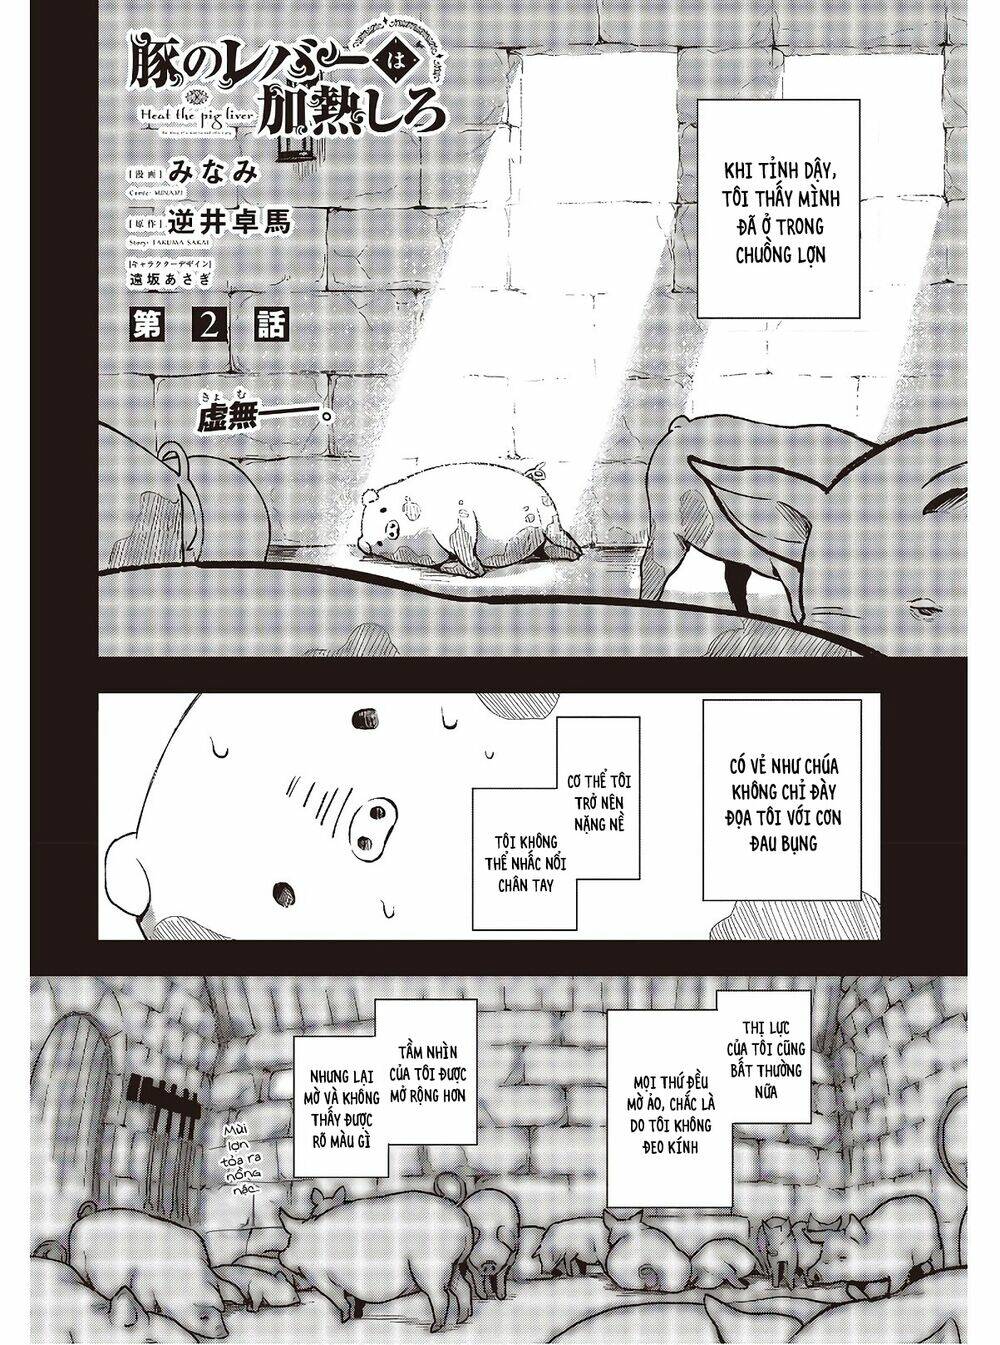 豚のレバーは
加熱しろ
Heat the pig liver
[漫画] みなみ
Comic: MINAMI
[原作] 逆井卓馬
Story: TAKUMA SAKAI
[キャラクターデザイン]
遠坂あさぎ
第2話
KHI TỈNH DẬY,
TÔI THẤY MÌNH
ĐÃ Ở TRONG
CHUỒNG LỢN
きょむ
虚無――。
CÓ VẺ NHƯ CHÚA
KHÔNG CHỈ ĐÀY
ĐỌA TÔI VỚI CƠN
ĐAU BỤNG
CƠ THỂ TÔI
TRỞ NÊN
NẶNG NỀ
TÔI KHÔNG
THỂ NHẤC NỔI
CHÂN TAY
THỊ LỰC
CỦA TÔI CŨNG
BẤT THƯỜNG
NỮA
MỌI THỨ ĐỀU
MỜ ẢO, CHẮC LÀ
DO TÔI KHÔNG
ĐEO KÍNH
TẦM NHÌN
CỦA TÔI ĐƯỢC
MỞ RỘNG HƠN
NHƯNG LẠI
MỜ VÀ KHÔNG
THẤY ĐƯỢC
RÕ MÀU GÌ
Mùi
lợn
tỏa ra
nồng
nặc...